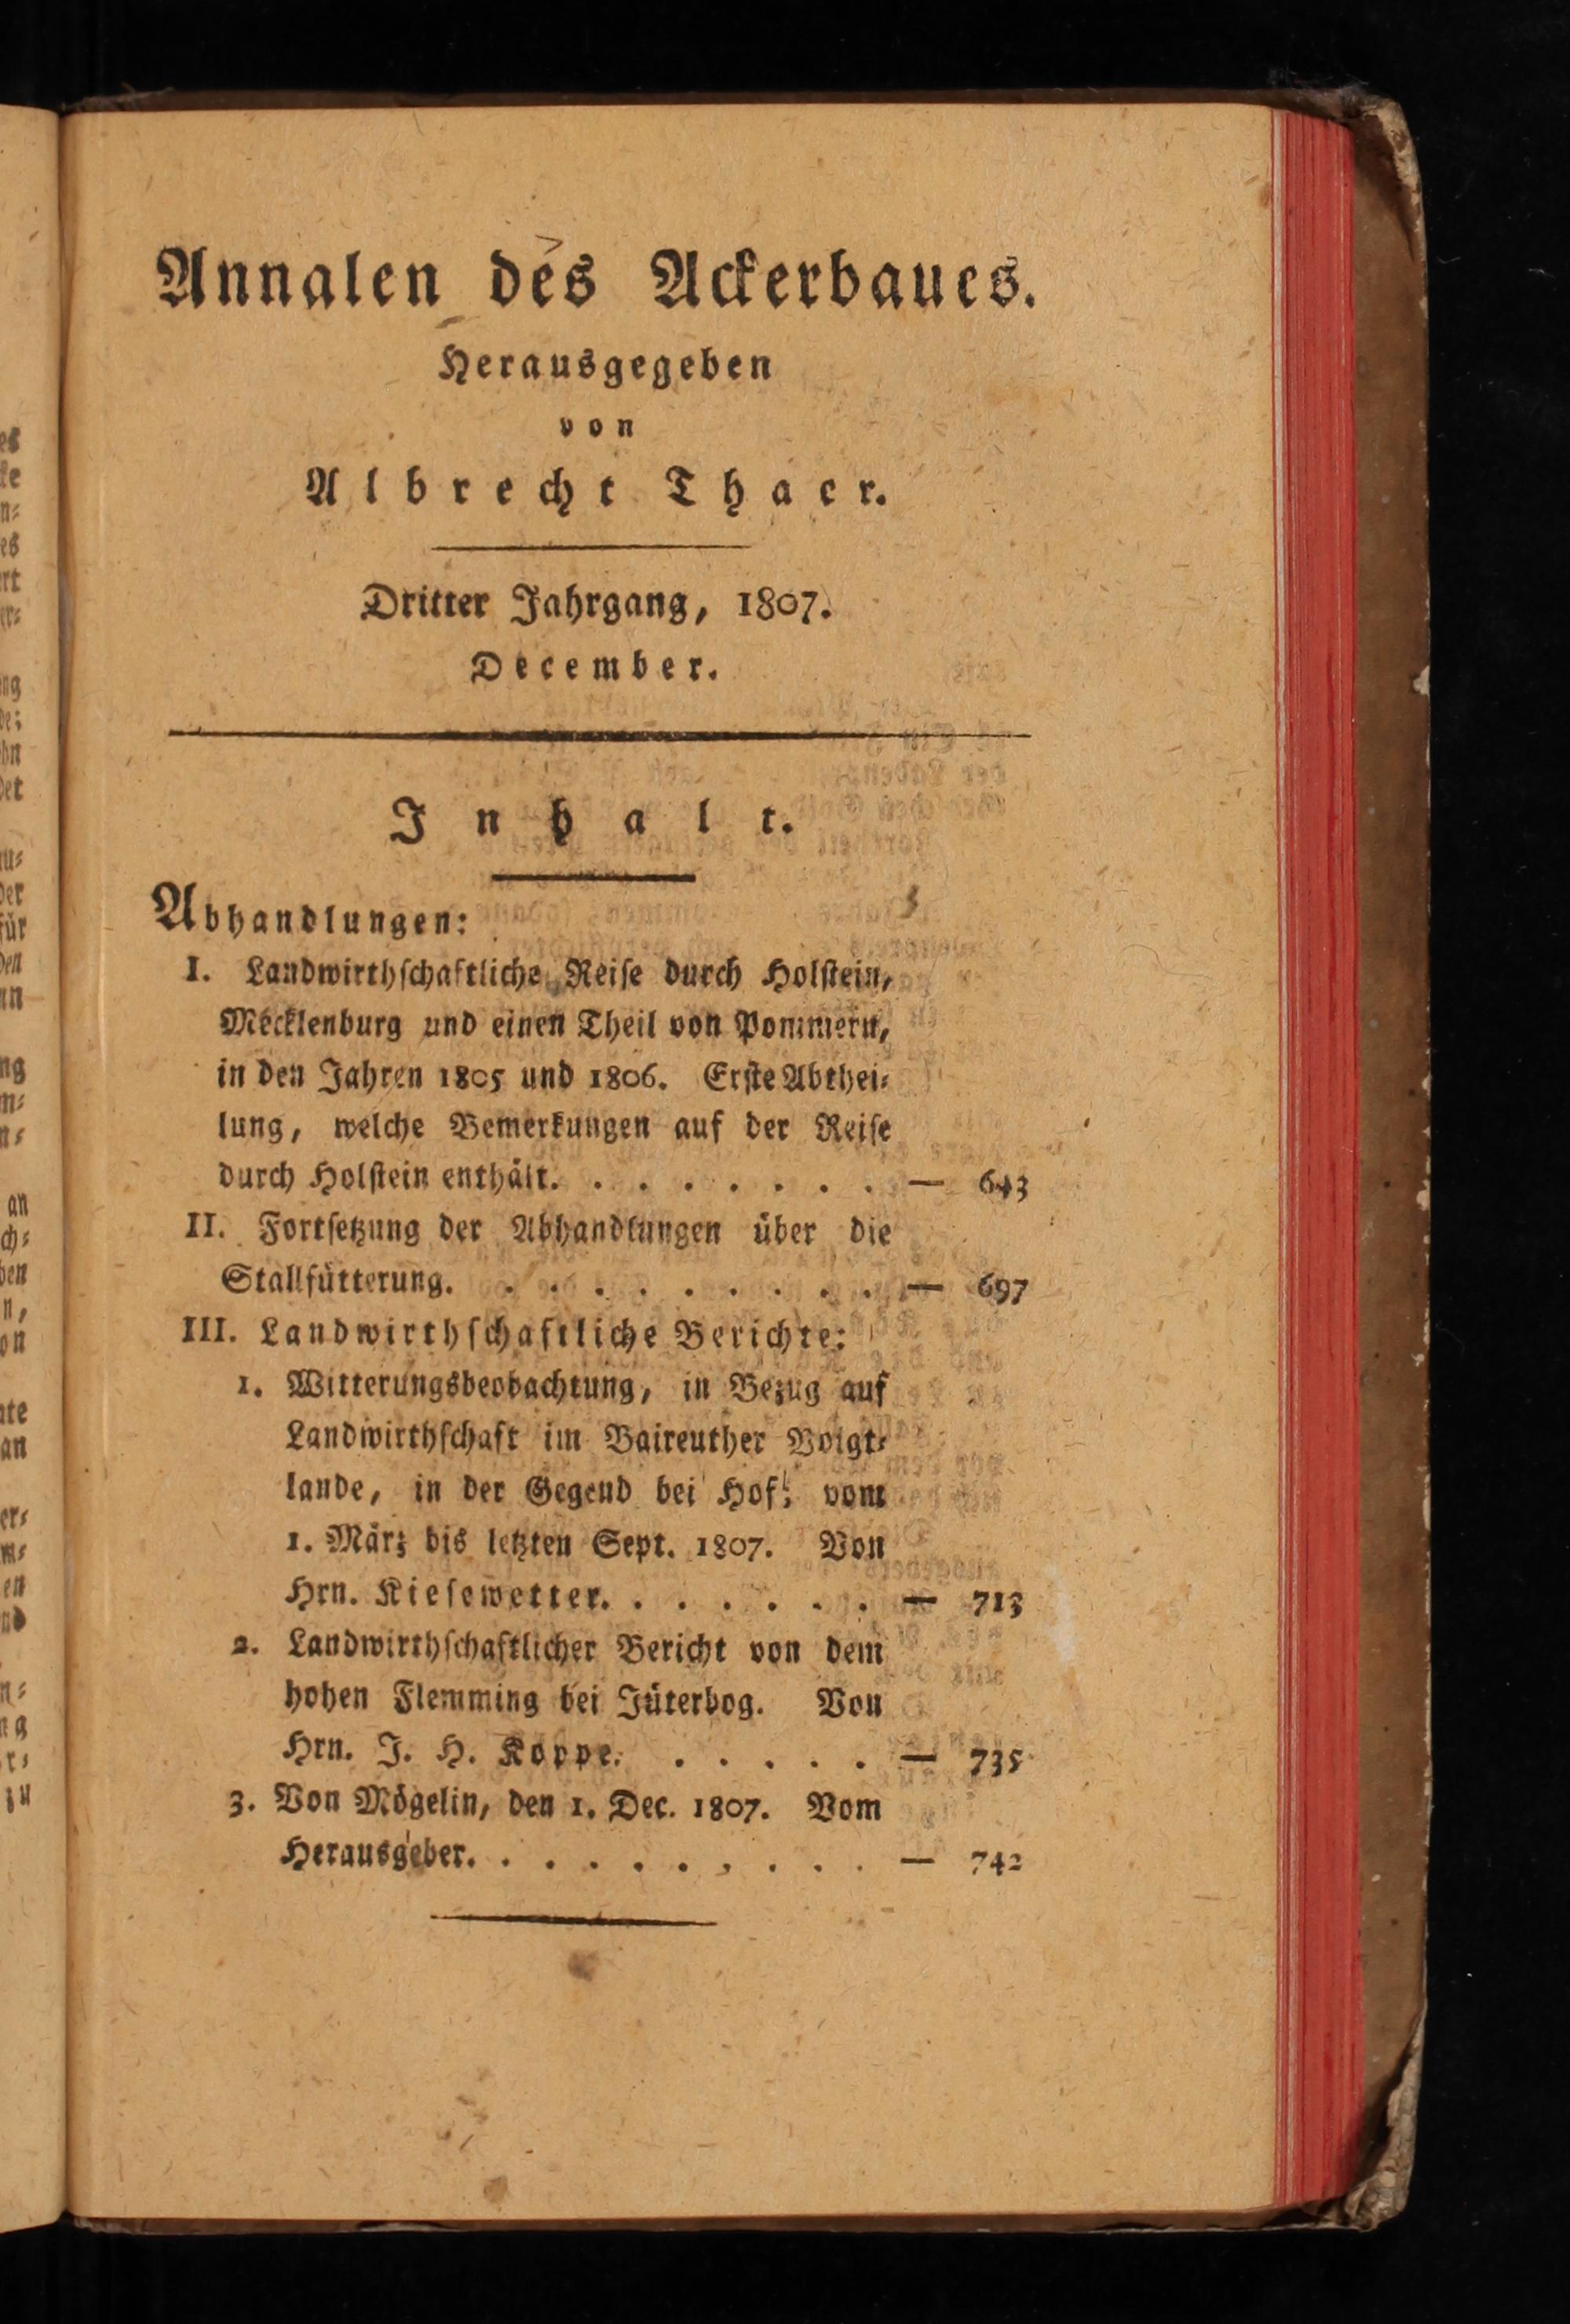 Annalen des Ackerbaues.
Herausgegeben
von
Albrecht Thaer.
Dritter Jahrgang, 1807.
December.
Inhalt.
Abhandlungen:
I. Landwirthſchaftliche Reiſe durch Holſtein,
Mecklenburg und einen Theil von Pommern,
in den Jahren 1805 und 1806. Erſte Abthei⸗
lung, welche Bemerkungen auf der Reiſe
durch Holſtein enthält. . . . . . . . — 643
II. Fortſetzung der Abhandlungen über die
Stallfütterung. . . . . . . . . . — 697
III. Landwirthſchaftliche Berichte:
1. Witterungsbeobachtung, in Bezug auf
Landwirthſchaft im Baireuther Voigt⸗
lande, in der Gegend bei Hof, vom
1. März bis letzten Sept. 1807. Von
Hrn. Kieſewetter. . . . . . . — 713
2. Landwirthſchaftlicher Bericht von dem
hohen Flemming bei Jüterbog. Von
Hrn. J. H. Koppe. . . . . . — 735
3. Von Mögelin, den 1. Dec. 1807. Vom
Herausgeber. . . . . . . . . . — 742